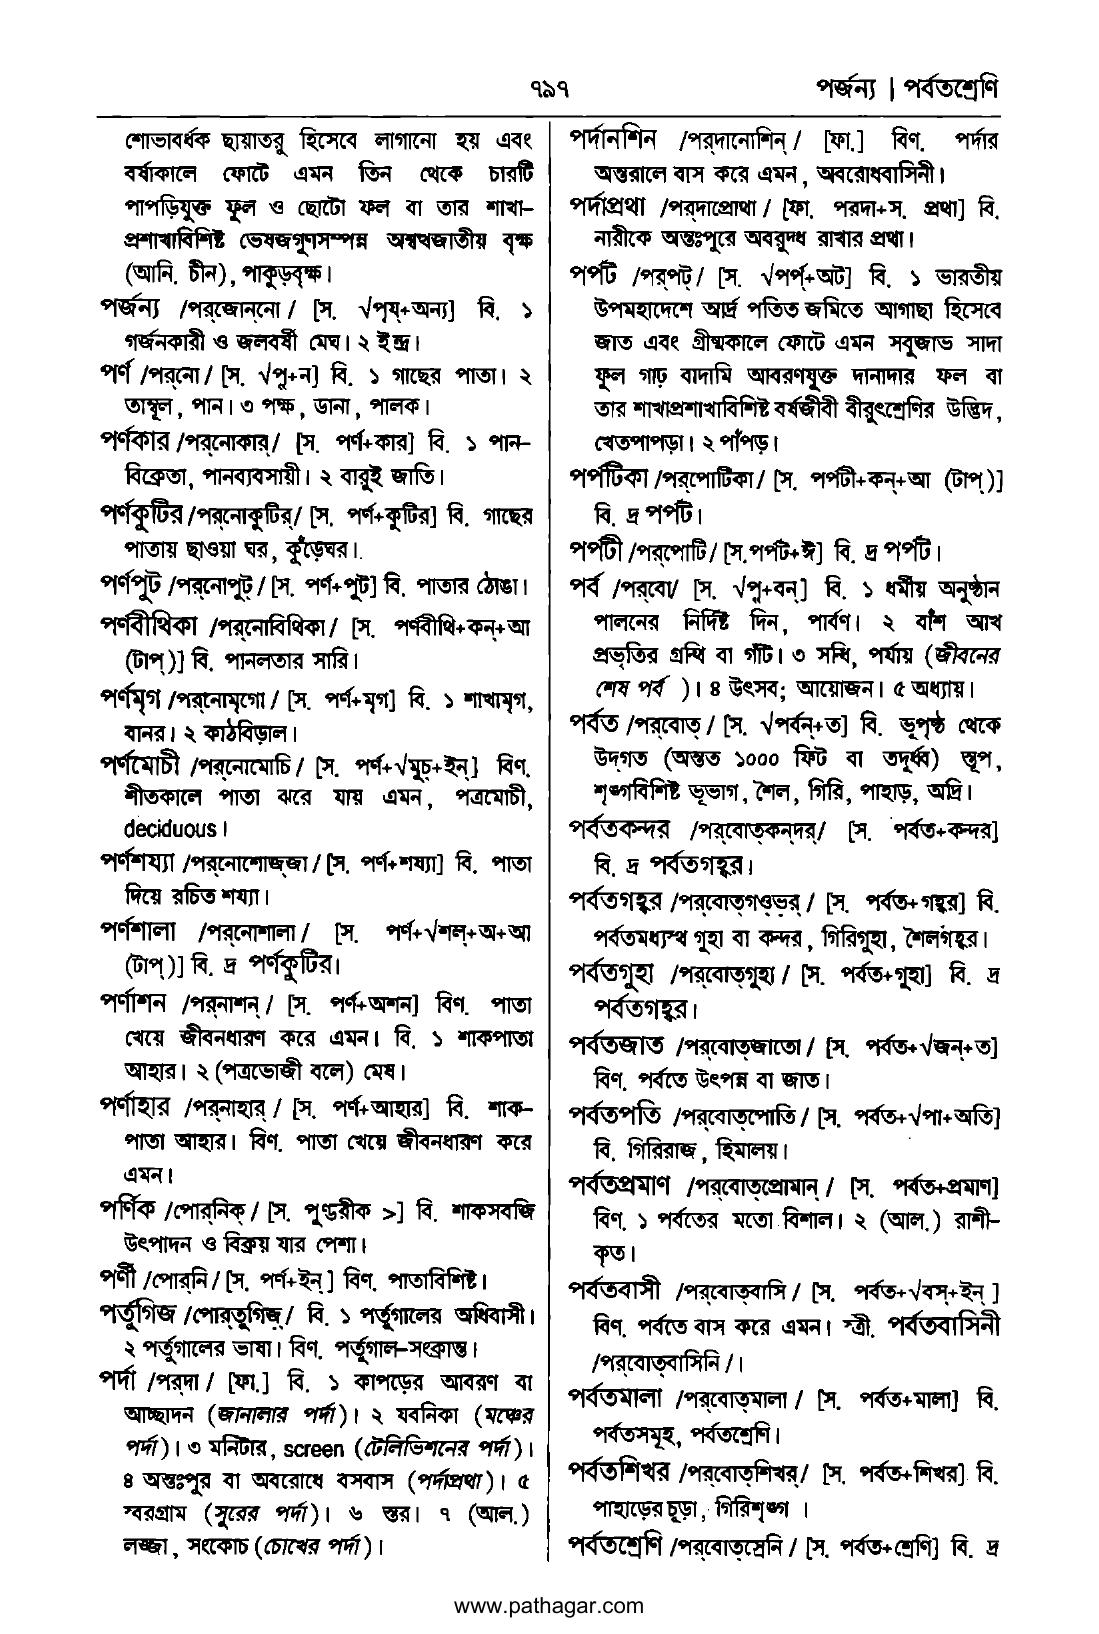 ৭৯৭
পর্জন্য | পর্বতশ্রেণি
শোভাবর্ধক ছায়াতরু হিসেবে লাগানো হয় এবং
বর্ষাকালে ফোটে এমন তিন থেকে চারটি
পাপড়িযুক্ত ফুল ও ছোটো ফল বা তার শাখা-
প্রশাখাবিশিষ্ট ভেষজগুণসম্পন্ন অশ্বত্থজাতীয় বৃক্ষ
(আনি. চীন), পাকুড়বৃক্ষ।
পর্জন্য /পর্‌জোন্‌নো/ [স. √পৃষ্‌+অন্য] বি. ১
গর্জনকারী ও জলবর্ষী মেঘ। ২ ইন্দ্র।
পর্ণ /পর্‌নো/ [স. √পৄ+ন] বি. ১ গাছের পাতা। ২
তাম্বূল, পান। ৩ পক্ষ, ডানা, পালক।
পর্ণকার /পর্‌নোকার্‌/ [স. পর্ণ+কার] বি. ১ পান-
বিক্রেতা, পানব্যবসায়ী। ২ বারুই জাতি।
পর্ণকুটির /পর্‌নোকুটির্‌/ [স. পর্ণ+কুটির] বি. গাছের
পাতায় ছাওয়া ঘর, কুঁড়েঘর।
পর্ণপুট /পর্‌নোপুট্‌/ [স. পর্ণ+পুট] বি. পাতার ঠোঙা।
পর্ণবীথিকা /পর্‌নোবিথিকা/ [স. পর্ণবীথি+কন্‌+আ
(টাপ্‌)] বি. পানলতার সারি।
পর্ণমৃগ /পর্‌নোমৃগো/ [স. পর্ণ+মৃগ] বি. ১ শাখামৃগ,
বানর। ২ কাঠবিড়াল।
পর্ণমোচী /পর্‌নোমোচি/ [স. পর্ণ+√মুচ্‌+ইন্‌] বিণ.
শীতকালে পাতা ঝরে যায় এমন, পত্রমোচী,
deciduous।
পর্ণশয্যা /পর্‌নোশোজ্‌জা/ [স. পর্ণ+শয্যা] বি. পাতা
দিয়ে রচিত শয্যা।
পর্ণশালা /পর্‌নোশালা/ [স. পর্ণ+√শল্‌+অ+আ
(টাপ্‌)] বি. দ্র পর্ণকুটির।
পর্ণাশন /পর্‌নাশন্‌/ [স. পর্ণ+অশন] বিণ. পাতা
খেয়ে জীবনধারণ করে এমন। বি. ১ শাকপাতা
আহার। ২ (পত্রভোজী বলে) মেষ।
পর্ণাহার /পর্‌নাহার্‌/ [স. পর্ণ+আহার] বি. শাক-
পাতা আহার। বিণ. পাতা খেয়ে জীবনধারণ করে
এমন।
পর্ণিক /পোর্‌নিক্‌/ [স. পুণ্ডরীক >] বি. শাকসবজি
উৎপাদন ও বিক্রয় যার পেশা।
পর্ণী /পোর্‌নি/ [স. পর্ণ+ইন্‌] বিণ. পাতাবিশিষ্ট।
পর্তুগিজ /পোর্‌তুগিজ্‌/ বি. ১ পর্তুগালের অধিবাসী।
২ পর্তুগালের ভাষা। বিণ. পর্তুগাল-সংক্রান্ত।
পর্দা /পর্‌দা/ [ফা.] বি. ১ কাপড়ের আবরণ বা
আচ্ছাদন (জানালার পর্দা)। ২ যবনিকা (মঞ্চের
পর্দা)। ৩ মনিটার, screen (টেলিভিশনের পর্দা)।
৪ অন্তঃপুর বা অবরোধে বসবাস (পর্দাপ্রথা)। ৫
স্বরগ্রাম (সুরের পর্দা)। ৬ স্তর। ৭ (আল.)
লজ্জা, সংকোচ (চোখের পর্দা)।
পর্দানশিন /পর্‌দানোশিন্‌/ [ফা.] বিণ. পর্দার
অন্তরালে বাস করে এমন, অবরোধবাসিনী।
পর্দাপ্রথা /পর্‌দাপ্রোথা/ [ফা. পরদা+স. প্রথা] বি.
নারীকে অন্তঃপুরে অবরুদ্ধ রাখার প্রথা।
পর্পট /পর্‌পট্‌/ [স. √পর্প্‌+অট] বি. ১ ভারতীয়
উপমহাদেশে আর্দ্র পতিত জমিতে আগাছা হিসেবে
জাত এবং গ্রীষ্মকালে ফোটে এমন সবুজাভ সাদা
ফুল গাঢ় বাদামি আবরণযুক্ত দানাদার ফল বা
তার শাখাপ্রশাখাবিশিষ্ট বর্ষজীবী বীরুৎশ্রেণির উদ্ভিদ,
খেতপাপড়া। ২ পাঁপড়।
পর্পটিকা /পর্‌পোটিকা/ [স. পর্পটী+কন্‌+আ (টাপ্‌)]
বি. দ্র পর্পট।
পর্পটী /পর্‌পোটি/ [স.পর্পট+ঈ] বি. দ্র পর্পট।
পর্ব /পর্‌বো/ [স. √পৄ+বন্‌] বি. ১ ধর্মীয় অনুষ্ঠান
পালনের নির্দিষ্ট দিন, পার্বণ। ২ বাঁশ আখ
প্রভৃতির গ্রন্থি বা গাঁট। ৩ সন্ধি, পর্যায় (জীবনের
শেষ পর্ব )। ৪ উৎসব; আয়োজন। ৫ অধ্যায়।
পর্বত /পর্‌বোত্‌/ [স. √পর্বন্‌+ত] বি. ভূপৃষ্ঠ থেকে
উদ্‌গত (অন্তত ১০০০ ফিট বা তদূর্ধ্ব) স্তূপ,
শৃঙ্গবিশিষ্ট ভূভাগ, শৈল, গিরি, পাহাড়, অদ্রি।
পর্বতকন্দর /পর্‌বোত্‌কন্‌দর্‌/ [স. পর্বত+কন্দর]
বি. দ্র পর্বতগহ্বর।
পর্বতগহ্বর /পর্‌বোত্‌গও্‌ভর্‌/ [স. পর্বত+গহ্বর] বি.
পর্বতমধ্যস্থ গুহা বা কন্দর, গিরিগুহা, শৈলগহ্বর।
পর্বতগুহা /পর্‌বোত্‌গুহা/ [স. পর্বত+গুহা] বি. দ্র
পর্বতগহ্বর।
পর্বতজাত /পর্‌বোত্‌জাতো/ [স. পর্বত+√জন্‌+ত]
বিণ. পর্বতে উৎপন্ন বা জাত।
পর্বতপতি /পর্‌বোত্‌পোতি/ [স. পর্বত+√পা+অতি]
বি. গিরিরাজ, হিমালয়।
পর্বতপ্রমাণ /পর্‌বোত্‌প্রোমান্‌/ [স. পর্বত+প্রমাণ]
বিণ. ১ পর্বতের মতো বিশাল। ২ (আল.) রাশী-
কৃত।
পর্বতবাসী /পর্‌বোত্‌বাসি/ [স. পর্বত+√বস্‌+ইন্‌ ]
বিণ. পর্বতে বাস করে এমন। স্ত্রী. পর্বতবাসিনী
/পর্‌বোত্‌বাসিনি/।
পর্বতমালা /পর্‌বোত্‌মালা/ [স. পর্বত+মালা] বি.
পর্বতসমূহ, পর্বতশ্রেণি।
পর্বতশিখর /পর্‌বোত্‌শিখর্‌/ [স. পর্বত+শিখর] বি.
পাহাড়ের চূড়া, গিরিশৃঙ্গ ।
পর্বতশ্রেণি /পর্‌বোত্‌স্রেনি/ [স. পর্বত+শ্রেণি] বি. দ্র
www.pathagar.com